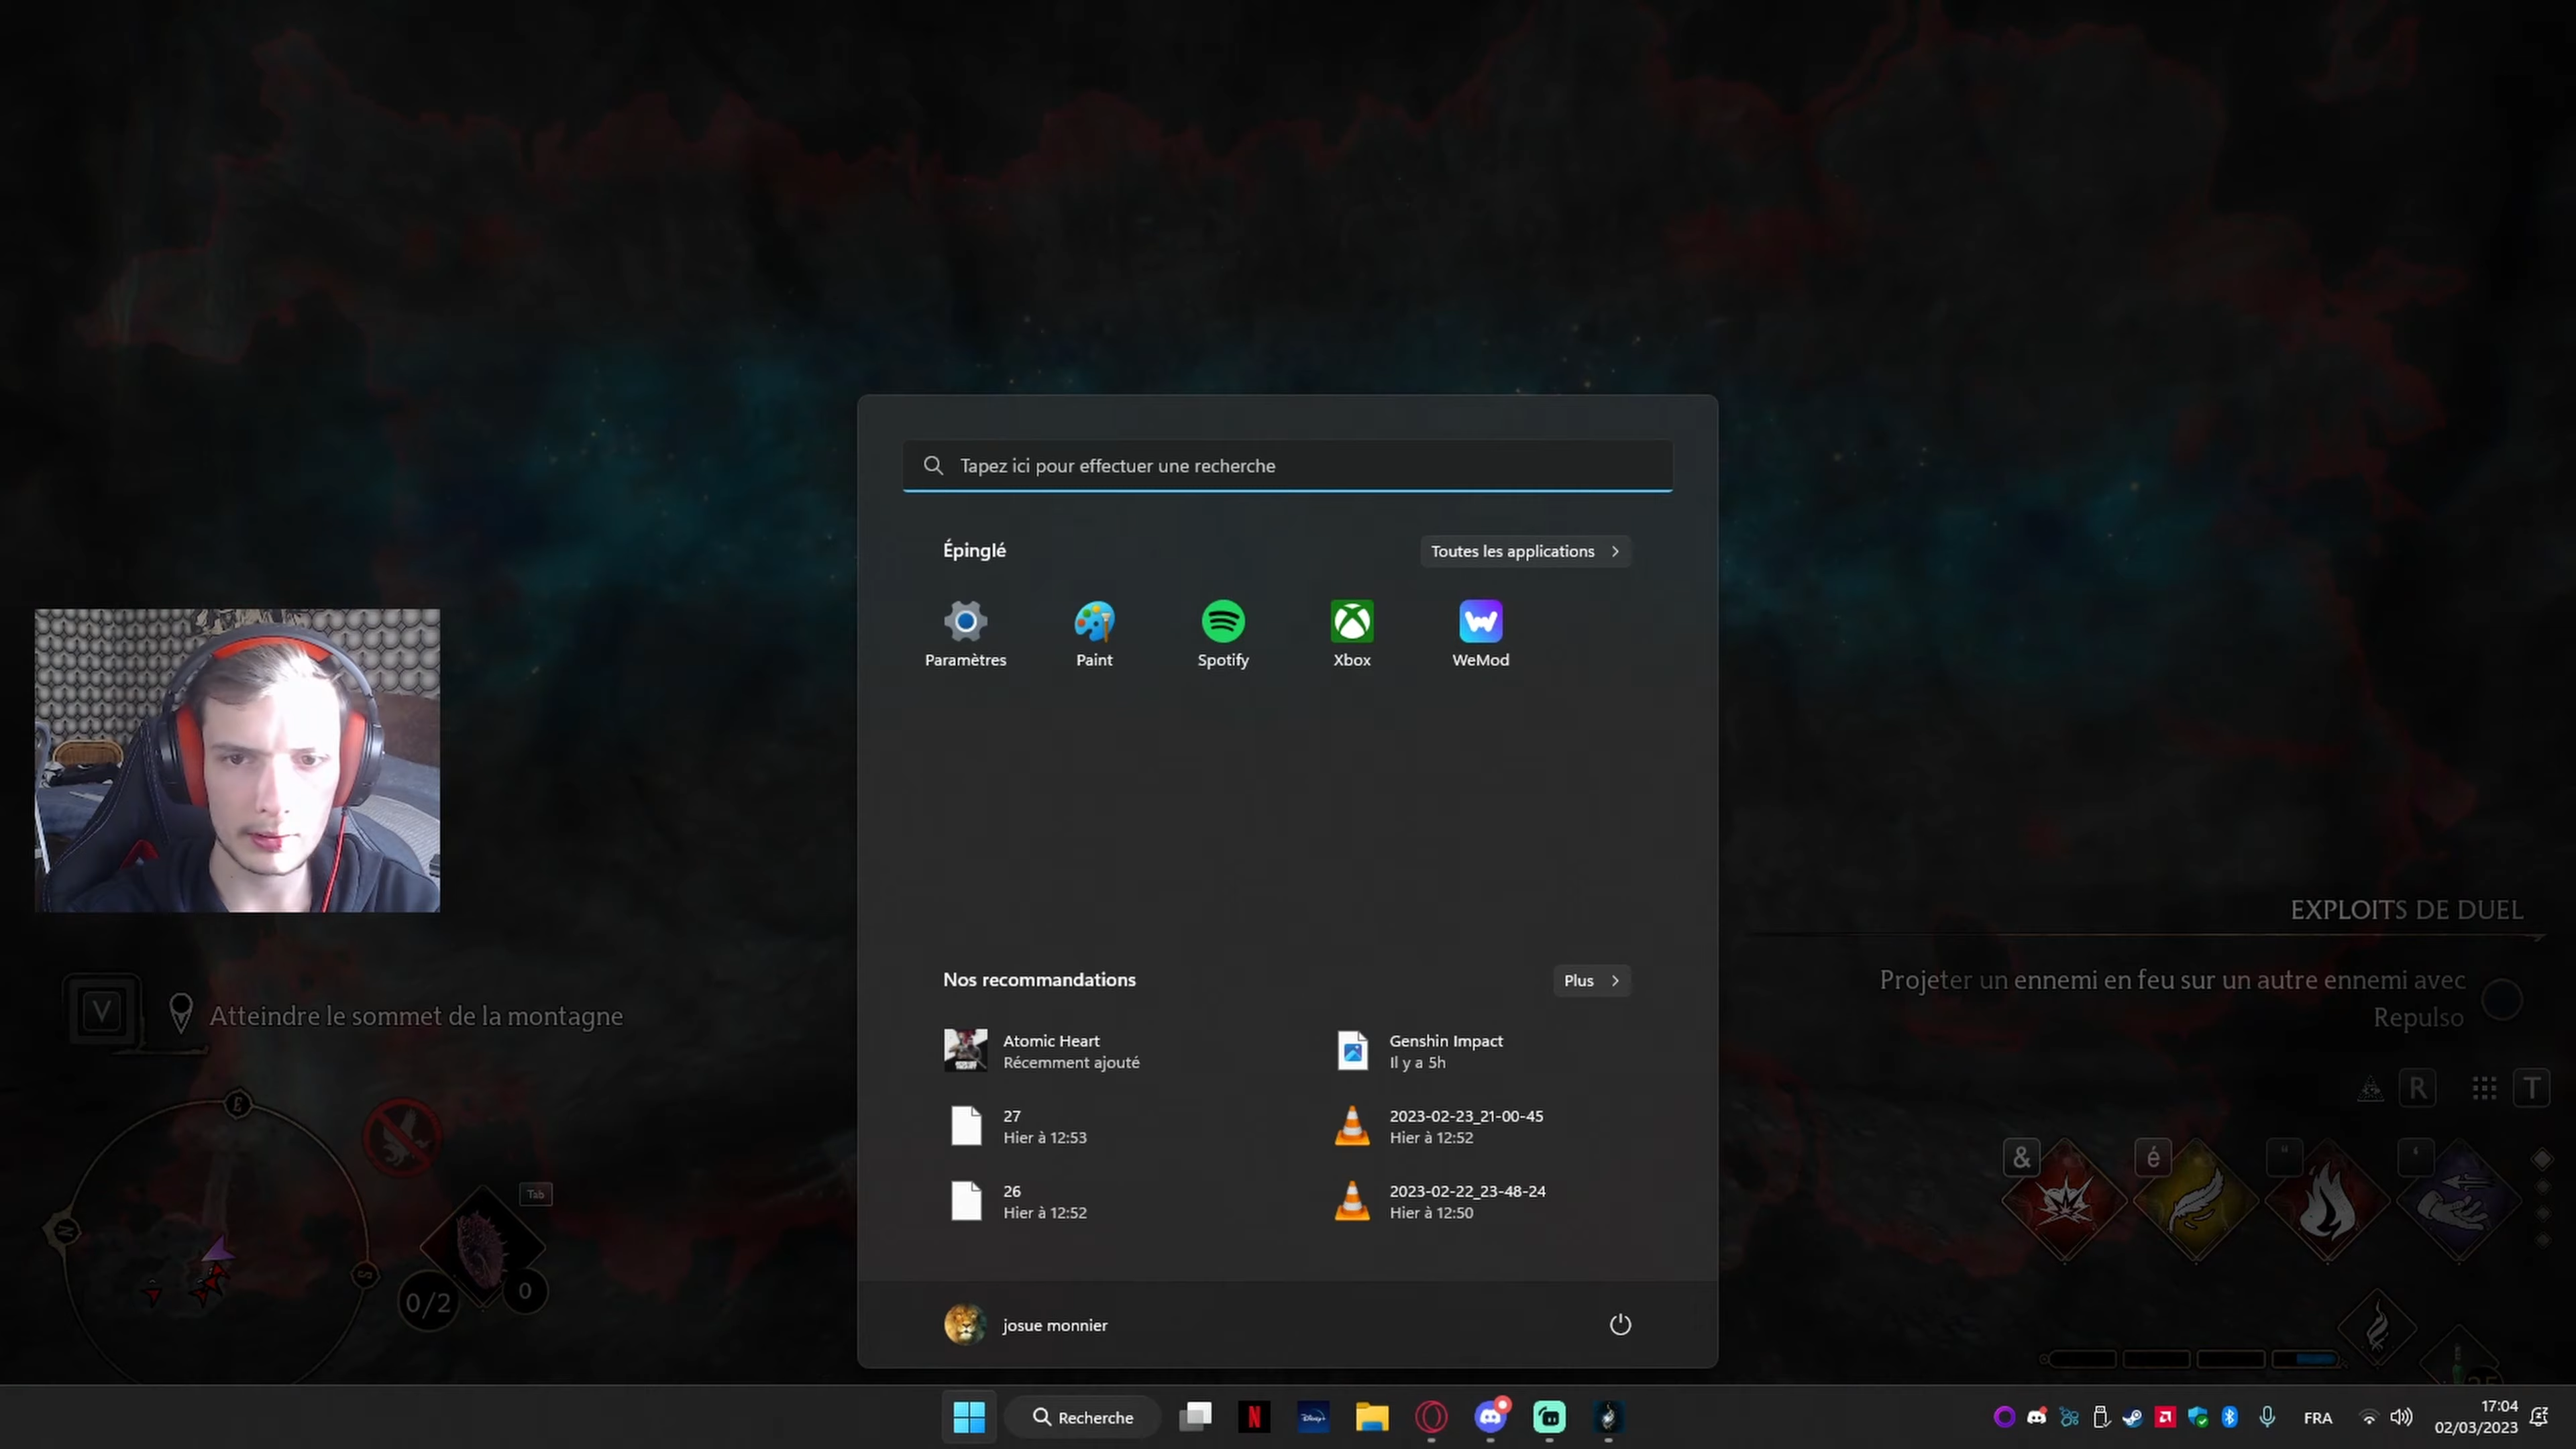 Tapez ici pour effectuer une recherche
Épinglé
Toutes les applications
Paramètres
Paint
Spotify
Xbox
WeMod
EXPLOITS DE DUEL
Projeter un ennemi en feu sur un autre ennemi avec
Repulso
V
Atteindre le sommet de la montagne
Nos recommandations
Plus
Atomic Heart
Récemment ajouté
Genshin Impact
Il y a 5h
27
Hier à 12:53
2023-02-23_21-00-45
Hier à 12:52
26
Hier à 12:52
2023-02-22_23-48-24
Hier à 12:50
R
T
&
é
"
'
E
N
S
Tab
0/2
0
josue monnier
Recherche
N
Disney+
FRA
17:04
02/03/2023